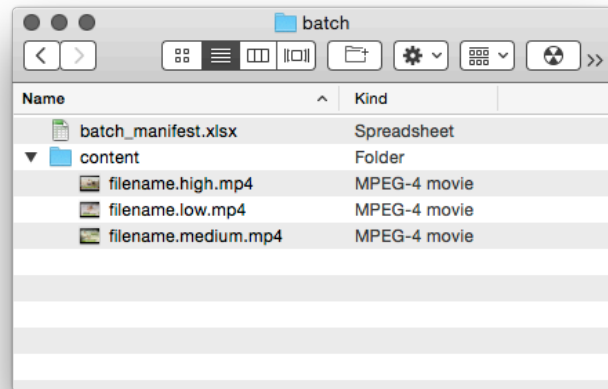 batch
Name Kind
batch_manifest.xlsx Spreadsheet
content Folder
filename.high.mp4 MPEG-4 movie
filename.low.mp4 MPEG-4 movie
filename.medium.mp4 MPEG-4 movie